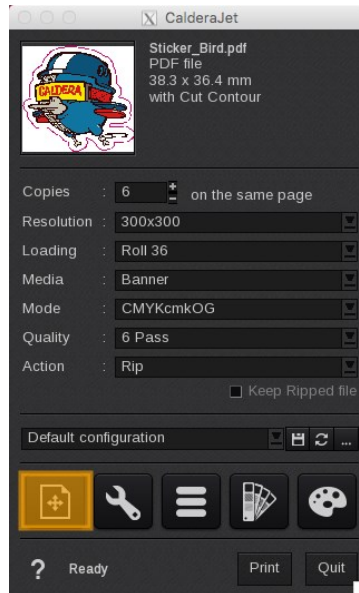 CalderaJet
CALDERA
Sticker_Bird.pdf
PDF file
38.3 x 36.4 mm
with Cut Contour
Copies : 6 on the same page
Resolution : 300x300
Loading : Roll 36
Media : Banner
Mode : CMYKcmkOG
Quality : 6 Pass
Action : Rip
Keep Ripped file
Default configuration ...
? Ready Print Quit